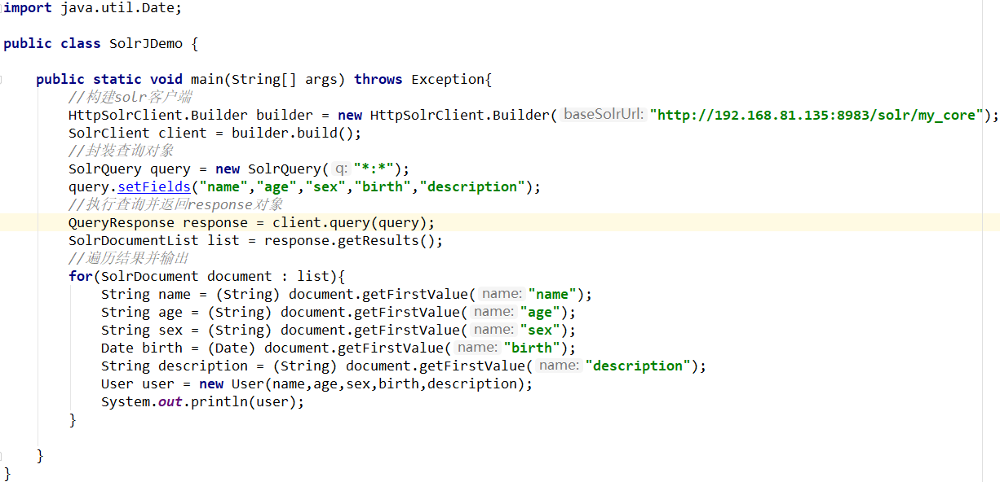 import java.util.Date;
public class SolrJDemo {
public static void main(String[] args) throws Exception{
//构建solr客户端
HttpSolrClient.Builder builder = new HttpSolrClient.Builder( baseSolrUrl: "http://192.168.81.135:8983/solr/my_core");
SolrClient client = builder.build();
//封装查询对象
SolrQuery query = new SolrQuery( q: "*:*");
query.setFields("name","age","sex","birth","description");
//执行查询并返回response对象
QueryResponse response = client.query(query);
SolrDocumentList list = response.getResults();
//遍历结果并输出
for(SolrDocument document : list){
String name = (String) document.getFirstValue( name: "name");
String age = (String) document.getFirstValue( name: "age");
String sex = (String) document.getFirstValue( name: "sex");
Date birth = (Date) document.getFirstValue( name: "birth");
String description = (String) document.getFirstValue( name: "description");
User user = new User(name,age,sex,birth,description);
System.out.println(user);
}
}
}